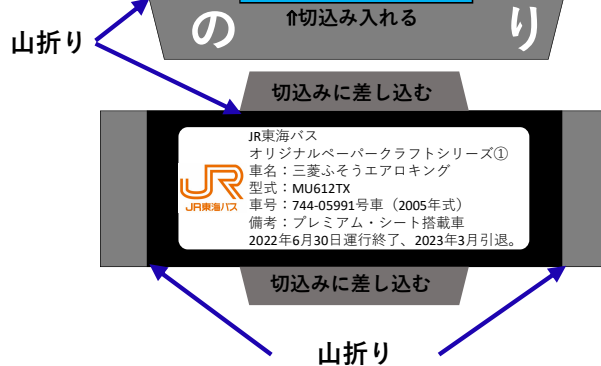 の ⇧切込み入れる り
山折り
切込みに差し込む
JR東海バス
オリジナルペーパークラフトシリーズ①
車名：三菱ふそうエアロキング
型式：MU612TX
車号：744-05991号車（2005年式）
備考：プレミアム・シート搭載車
2022年6月30日運行終了、2023年3月引退。
JR
JR東海バス
切込みに差し込む
山折り